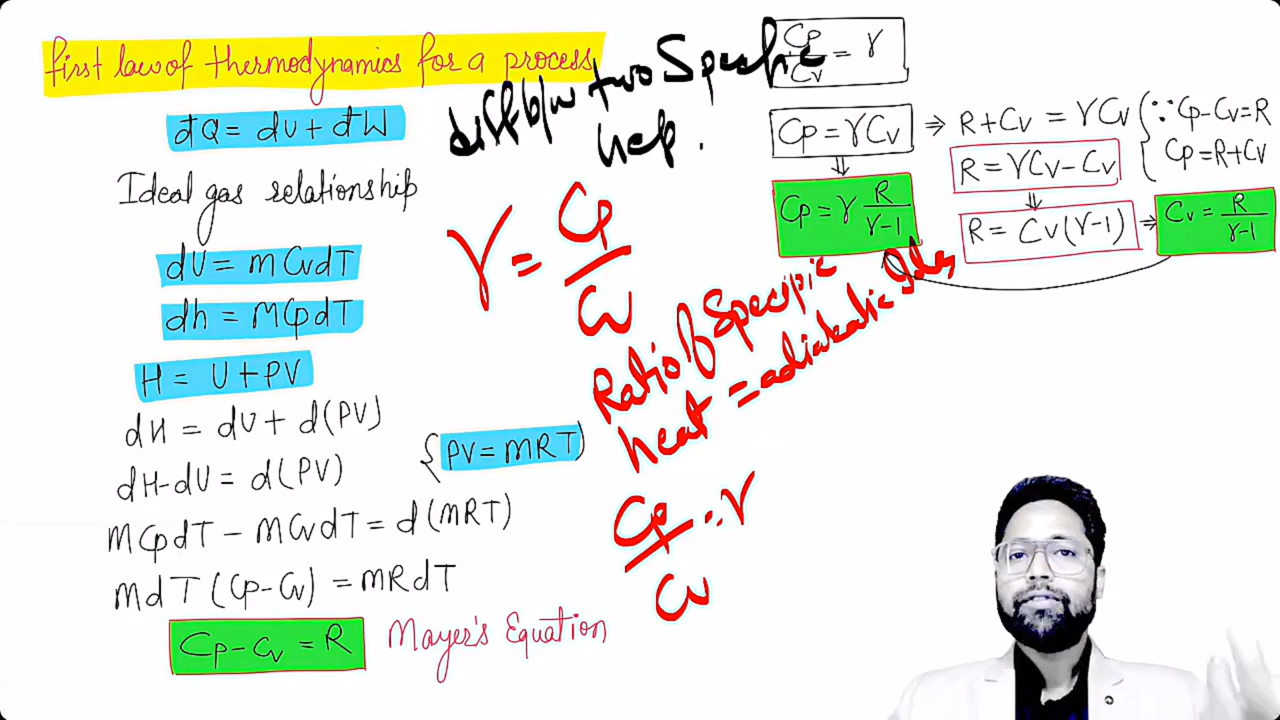 first law of thermodynamics for a process
đQ = dU + đW
Ideal gas relationship
dU = mCvdT
dh = mCpdT
H = U + PV
dH = dU + d(PV)
dH-dU = d(PV)
{PV = mRT}
mCpdT - mCvdT = d(mRT)
mdT(Cp-Cv) = mRdT
Cp-Cv = R
Mayer's Equation
diff b/w two Specific
γ = Cp/Cv
Ratio of Specific
heat = adiabatic
Cp/Cv = γ
Cp/Cv = γ
Cp = γCv ⇒ R+Cv = γCv {∵ Cp-Cv=R
Cp=R+Cv
R = γCv - Cv
⇓
Cp = γ R/γ-1
⇓
R = Cv(γ-1) ⇒ Cv = R/γ-1